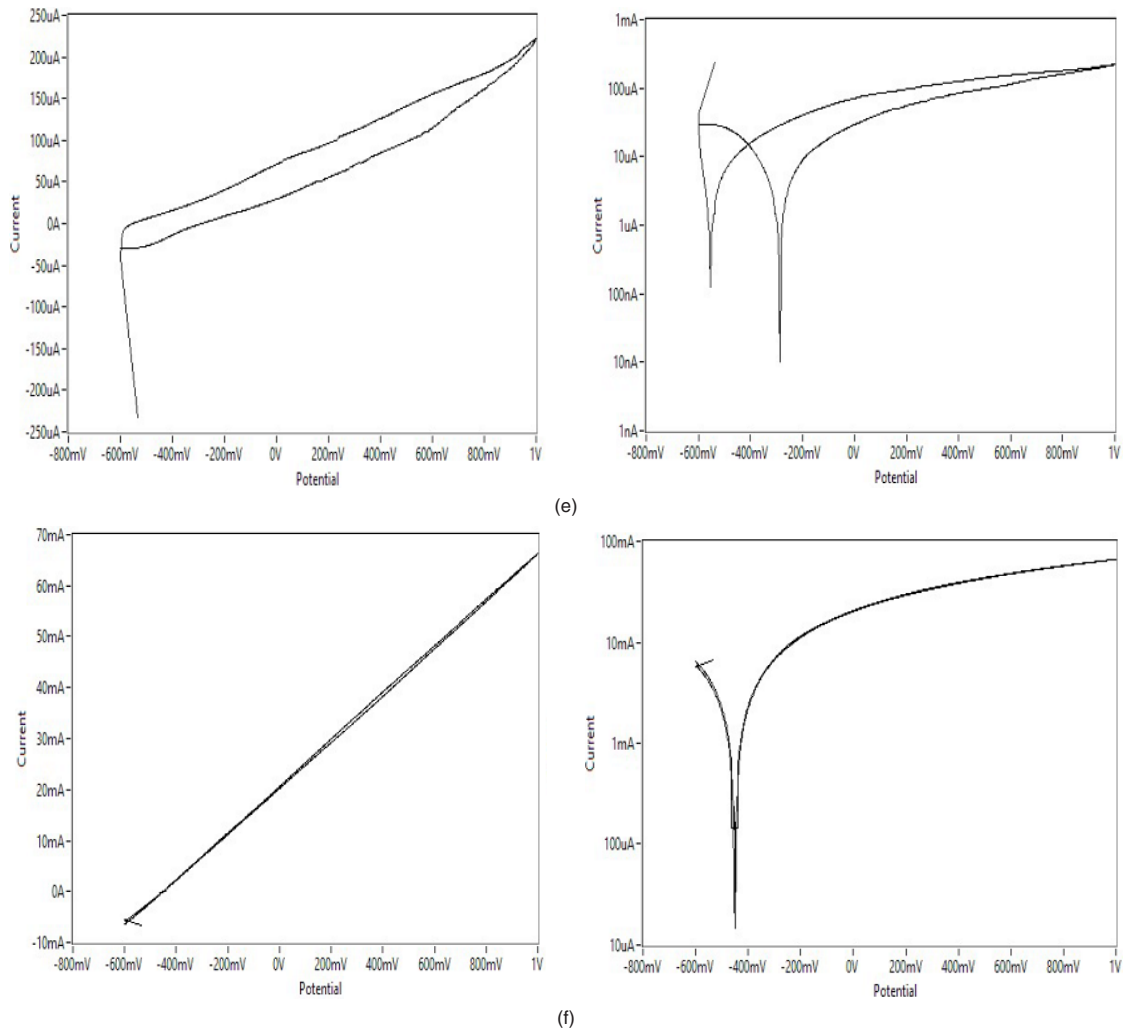 250uA
200uA
150uA
100uA
50uA
0A
-50uA
-100uA
-150uA
-200uA
-250uA
Current
-800mV -600mV -400mV -200mV 0V 200mV 400mV 600mV 800mV 1V
Potential
1mA
100uA
10uA
1uA
100nA
10nA
1nA
Current
-800mV -600mV -400mV -200mV 0V 200mV 400mV 600mV 800mV 1V
Potential
(e)
70mA
60mA
50mA
40mA
30mA
20mA
10mA
0A
-10mA
Current
-800mV -600mV -400mV -200mV 0V 200mV 400mV 600mV 800mV 1V
Potential
100mA
10mA
1mA
100uA
10uA
Current
-800mV -600mV -400mV -200mV 0V 200mV 400mV 600mV 800mV 1V
Potential
(f)